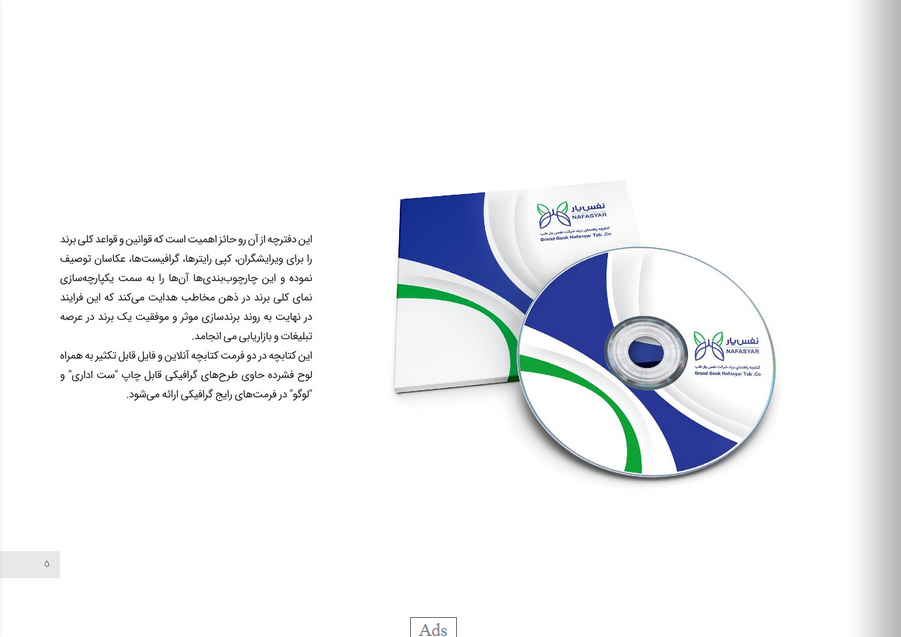 این دفترچه از آن رو حائز اهمیت است که قوانین و قواعد کلی برند
را برای ویرایشگران، کپی رایترها، گرافیست‌ها، عکاسان توصیف
نموده و این چارچوب‌بندی‌ها آن‌ها را به سمت یکپارچه‌سازی
نمای کلی برند در ذهن مخاطب هدایت می‌کند که این فرایند
در نهایت به روند برندسازی موثر و موفقیت یک برند در عرصه
تبلیغات و بازاریابی می انجامد.
این کتابچه در دو فرمت کتابچه آنلاین و فایل قابل تکثیر به همراه
لوح فشرده حاوی طرح‌های گرافیکی قابل چاپ "ست اداری" و
"لوگو" در فرمت‌های رایج گرافیکی ارائه می‌شود.
نفس‌یار
NAFASYAR
کتابچه راهنمای برند شرکت نفس یار طب
Brand Book Nafasyar Teb .Co
نفس‌یار
NAFASYAR
کتابچه راهنمای برند شرکت نفس یار طب
Brand Book Nafasyar Teb .Co
۵
Ads